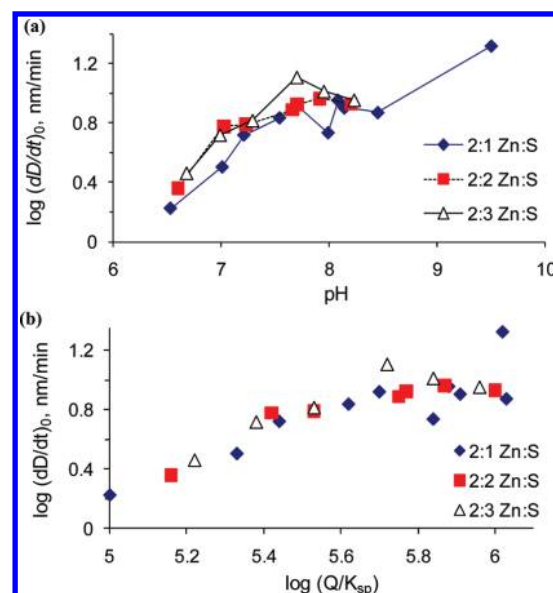 (a)
log (dD/dt)₀, nm/min
1.2
0.8
0.4
0
6
7
8
9
10
pH
2:1 Zn:S
2:2 Zn:S
2:3 Zn:S
(b)
log (dD/dt)₀, nm/min
1.2
0.8
0.4
0
5
5.2
5.4
5.6
5.8
6
log (Q/Kₛₚ)
2:1 Zn:S
2:2 Zn:S
2:3 Zn:S